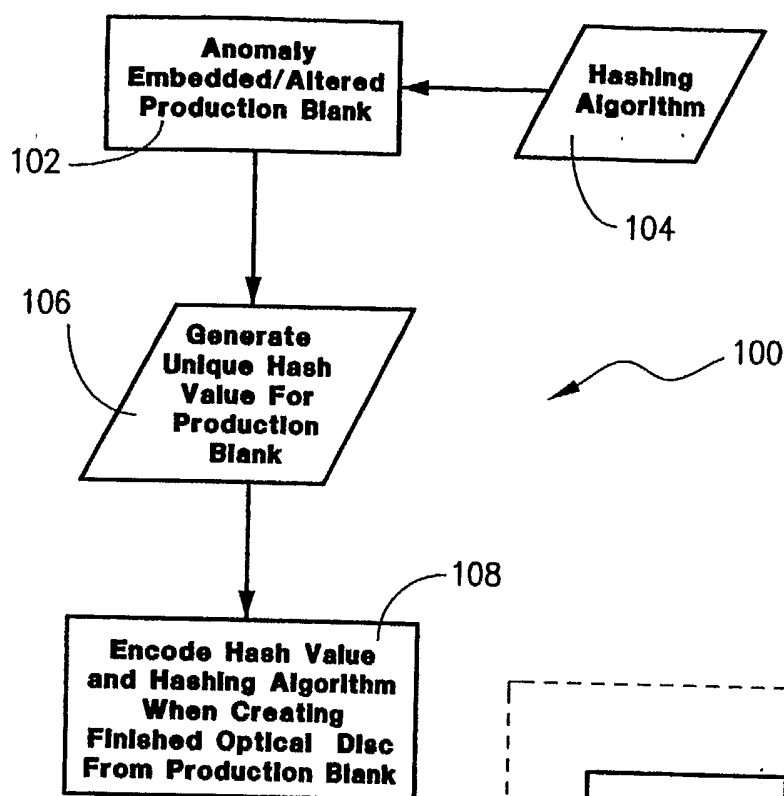 Anomaly
Embedded/Altered
Production Blank
Hashing
Algorithm
102
104
106
Generate
Unique Hash
Value For
Production
Blank
100
108
Encode Hash Value
and Hashing Algorithm
When Creating
Finished Optical Disc
From Production Blank